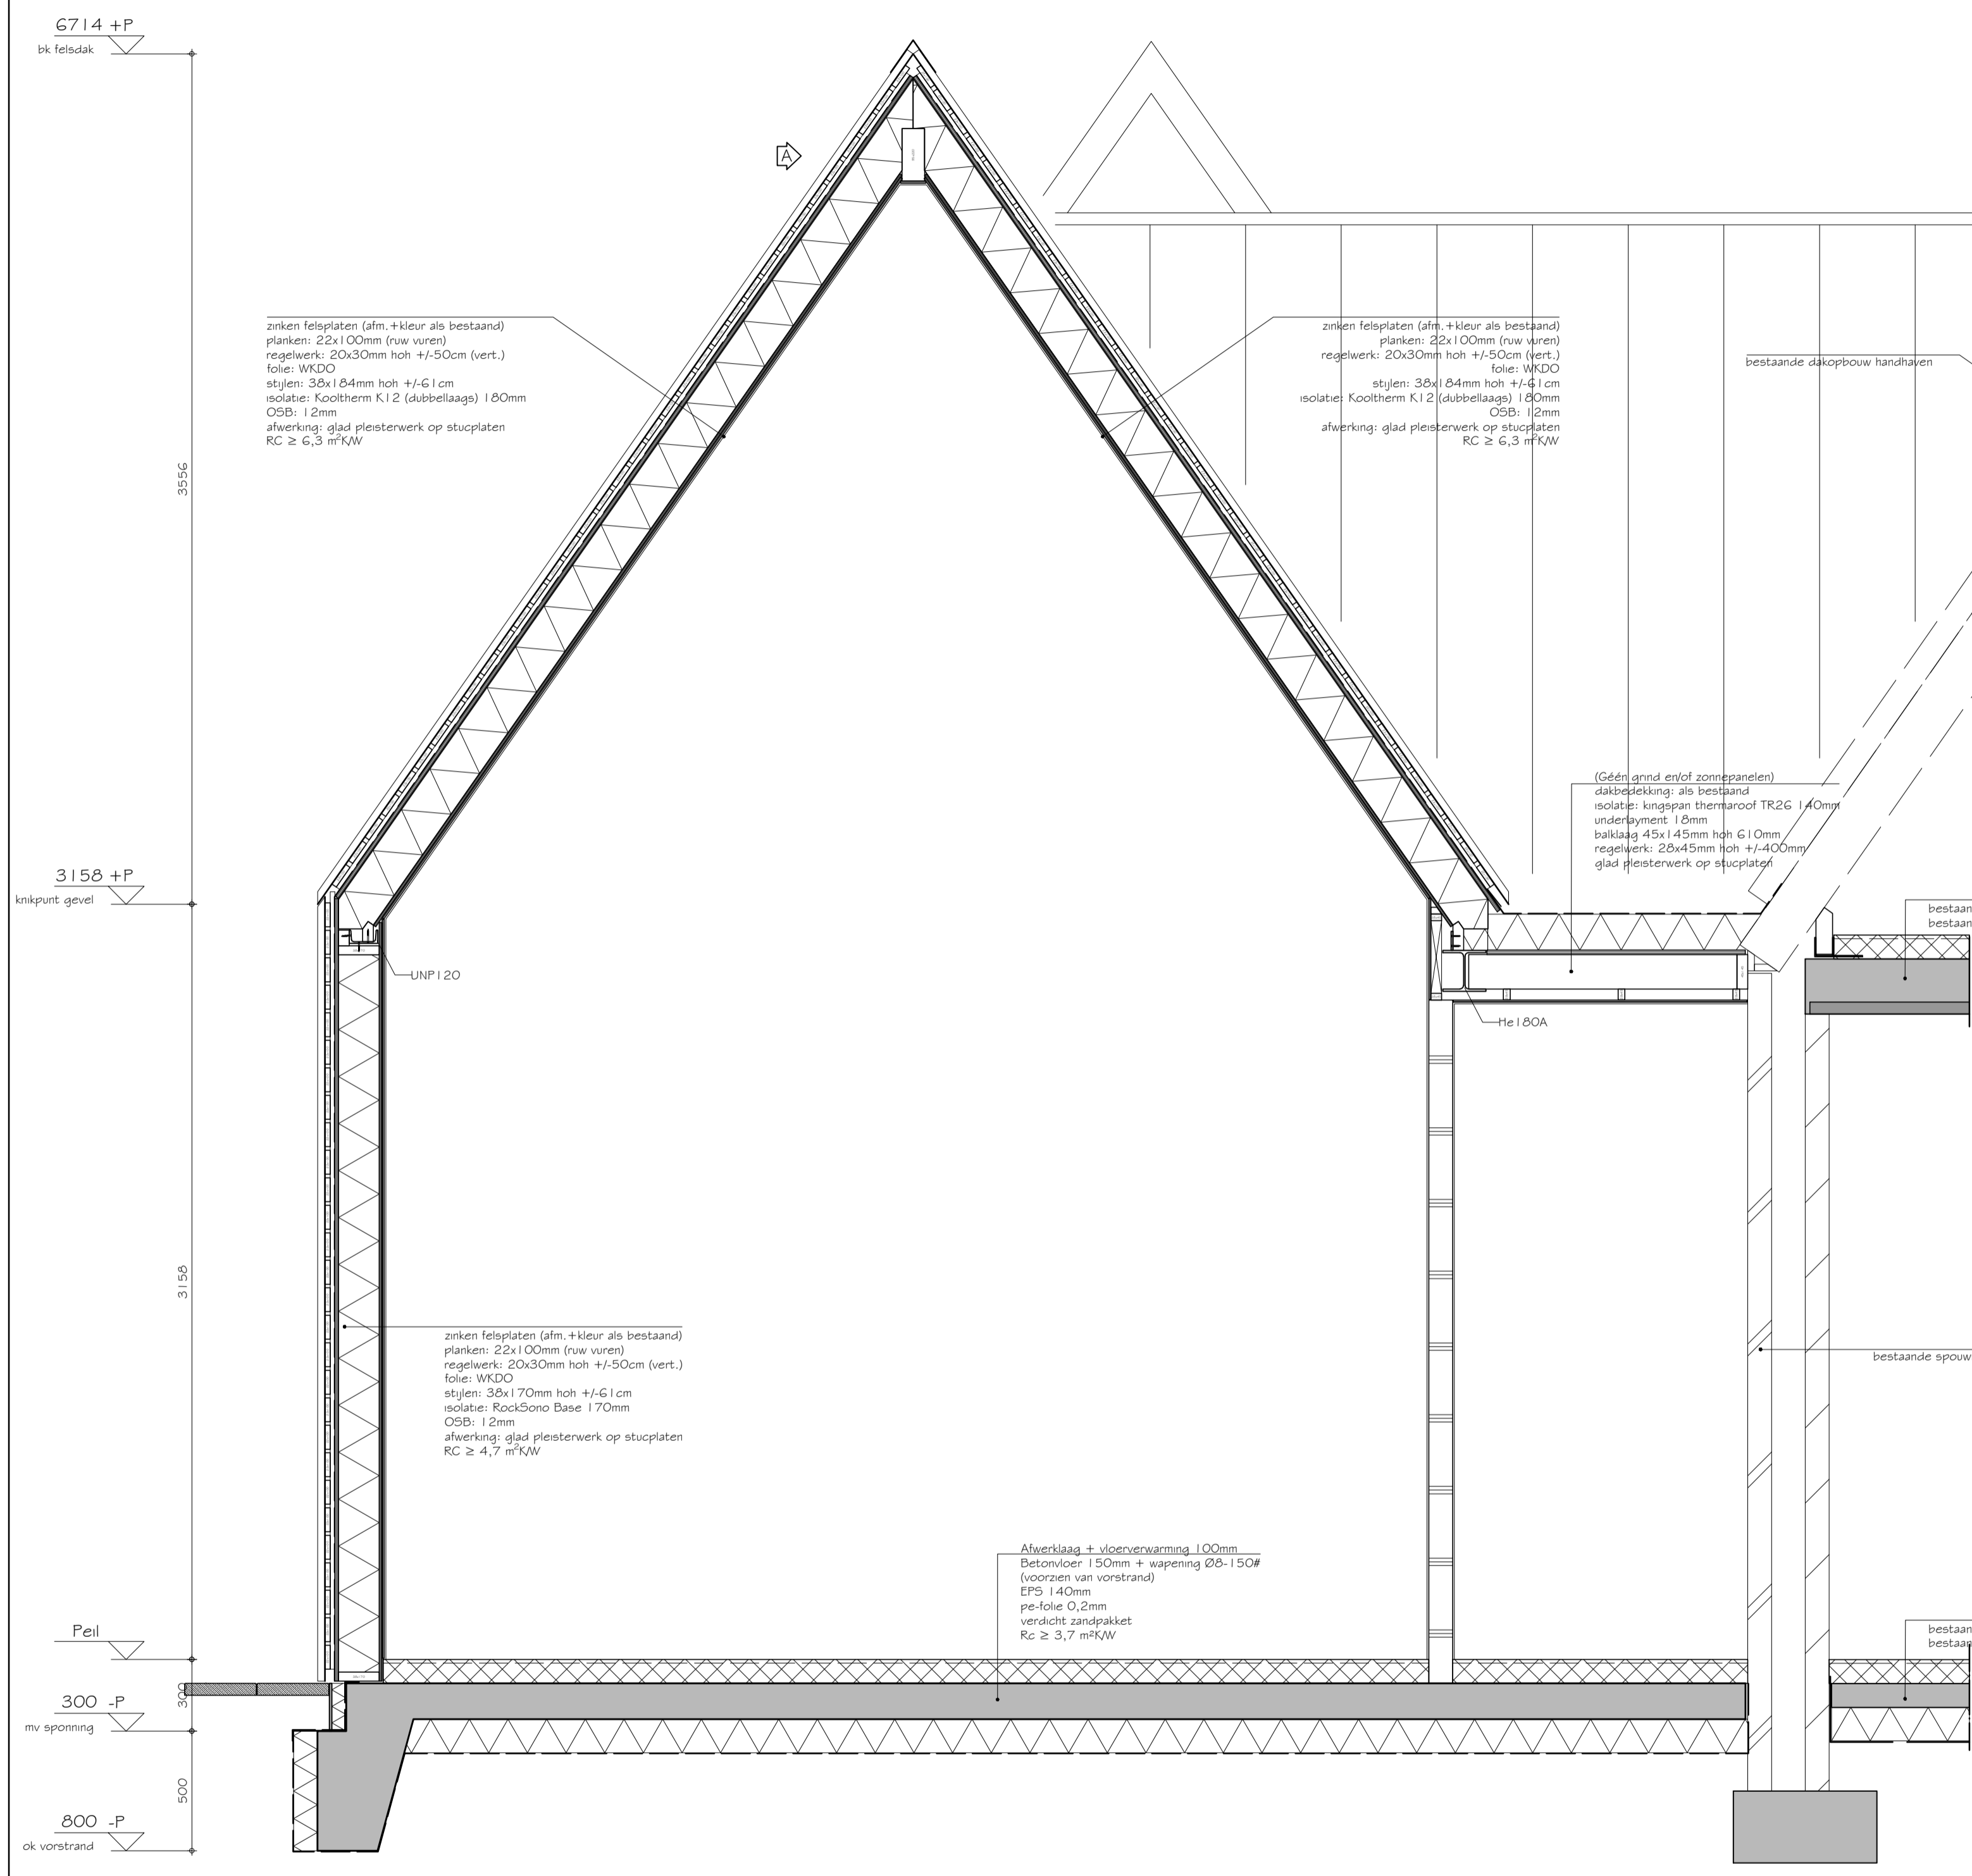 6714 +P
bk felsdak
A
zinken felsplaten (afm.+kleur als bestaand)
planken: 22x100mm (ruw vuren)
regelwerk: 20x30mm hoh +/-50cm (vert.)
folie: WKDO
stijlen: 38x184mm hoh +/-61cm
isolatie: Kooltherm K12 (dubbellaags) 180mm
OSB: 12mm
afwerking: glad pleisterwerk op stucplaten
RC ≥ 6,3 m²K/W
zinken felsplaten (afm.+kleur als bestaand)
planken: 22x100mm (ruw vuren)
regelwerk: 20x30mm hoh +/-50cm (vert.)
folie: WKDO
stijlen: 38x184mm hoh +/-61cm
isolatie: Kooltherm K12 (dubbellaags) 180mm
OSB: 12mm
afwerking: glad pleisterwerk op stucplaten
RC ≥ 6,3 m²K/W
bestaande dakopbouw handhaven
3556
(Géén grind en/of zonnepanelen)
dakbedekking: als bestaand
isolatie: kingspan thermaroof TR26 140mm
underlayment 18mm
balklaag 45x145mm hoh 610mm
regelwerk: 28x45mm hoh +/-400mm
glad pleisterwerk op stucplaten
3158 +P
knikpunt gevel
bestaan
bestaan
UNP120
He180A
3158
zinken felsplaten (afm.+kleur als bestaand)
planken: 22x100mm (ruw vuren)
regelwerk: 20x30mm hoh +/-50cm (vert.)
folie: WKDO
stijlen: 38x170mm hoh +/-61cm
isolatie: RockSono Base 170mm
OSB: 12mm
afwerking: glad pleisterwerk op stucplaten
RC ≥ 4,7 m²K/W
bestaande spouw
Afwerklaag + vloerverwarming 100mm
Betonvloer 150mm + wapening Ø8-150#
(voorzien van vorstrand)
EPS 140mm
pe-folie 0,2mm
verdicht zandpakket
Rc ≥ 3,7 m²K/W
Peil
bestaan
bestaan
300
300 -P
mv sponning
500
800 -P
ok vorstrand